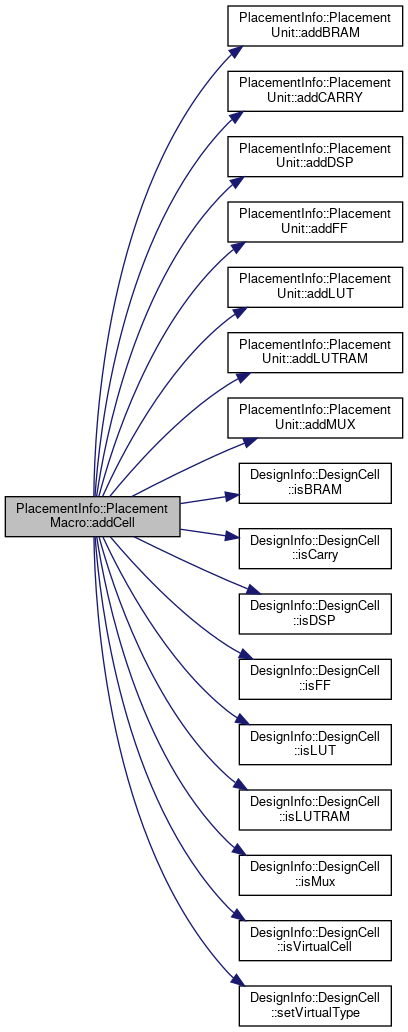 PlacementInfo::Placement
Unit::addBRAM
PlacementInfo::Placement
Unit::addCARRY
PlacementInfo::Placement
Unit::addDSP
PlacementInfo::Placement
Unit::addFF
PlacementInfo::Placement
Unit::addLUT
PlacementInfo::Placement
Unit::addLUTRAM
PlacementInfo::Placement
Unit::addMUX
DesignInfo::DesignCell
::isBRAM
PlacementInfo::Placement
Macro::addCell
DesignInfo::DesignCell
::isCarry
DesignInfo::DesignCell
::isDSP
DesignInfo::DesignCell
::isFF
DesignInfo::DesignCell
::isLUT
DesignInfo::DesignCell
::isLUTRAM
DesignInfo::DesignCell
::isMux
DesignInfo::DesignCell
::isVirtualCell
DesignInfo::DesignCell
::setVirtualType